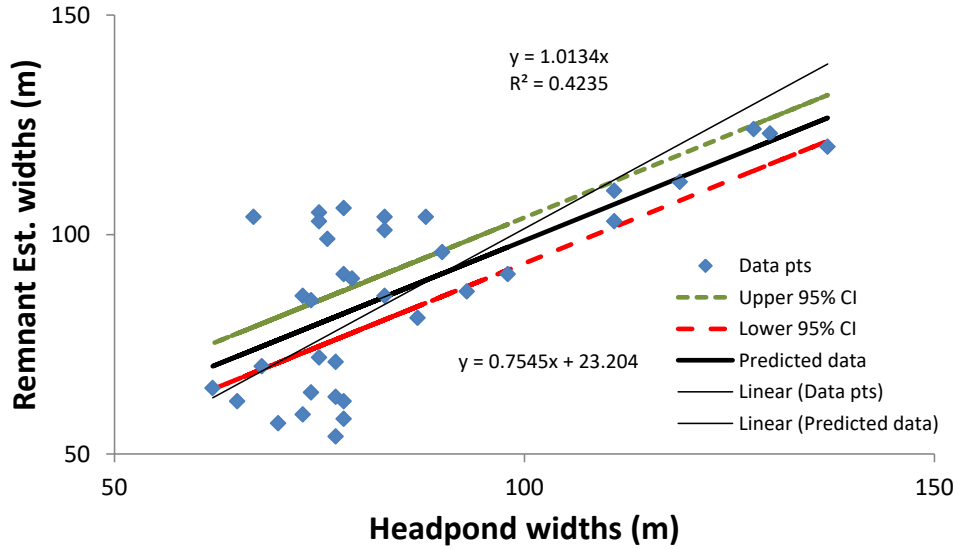 150
y = 1.0134x
R² = 0.4235
Remnant Est. widths (m)
100
Data pts
Upper 95% CI
Lower 95% CI
y = 0.7545x + 23.204
Predicted data
Linear (Data pts)
Linear (Predicted data)
50
50
100
150
Headpond widths (m)